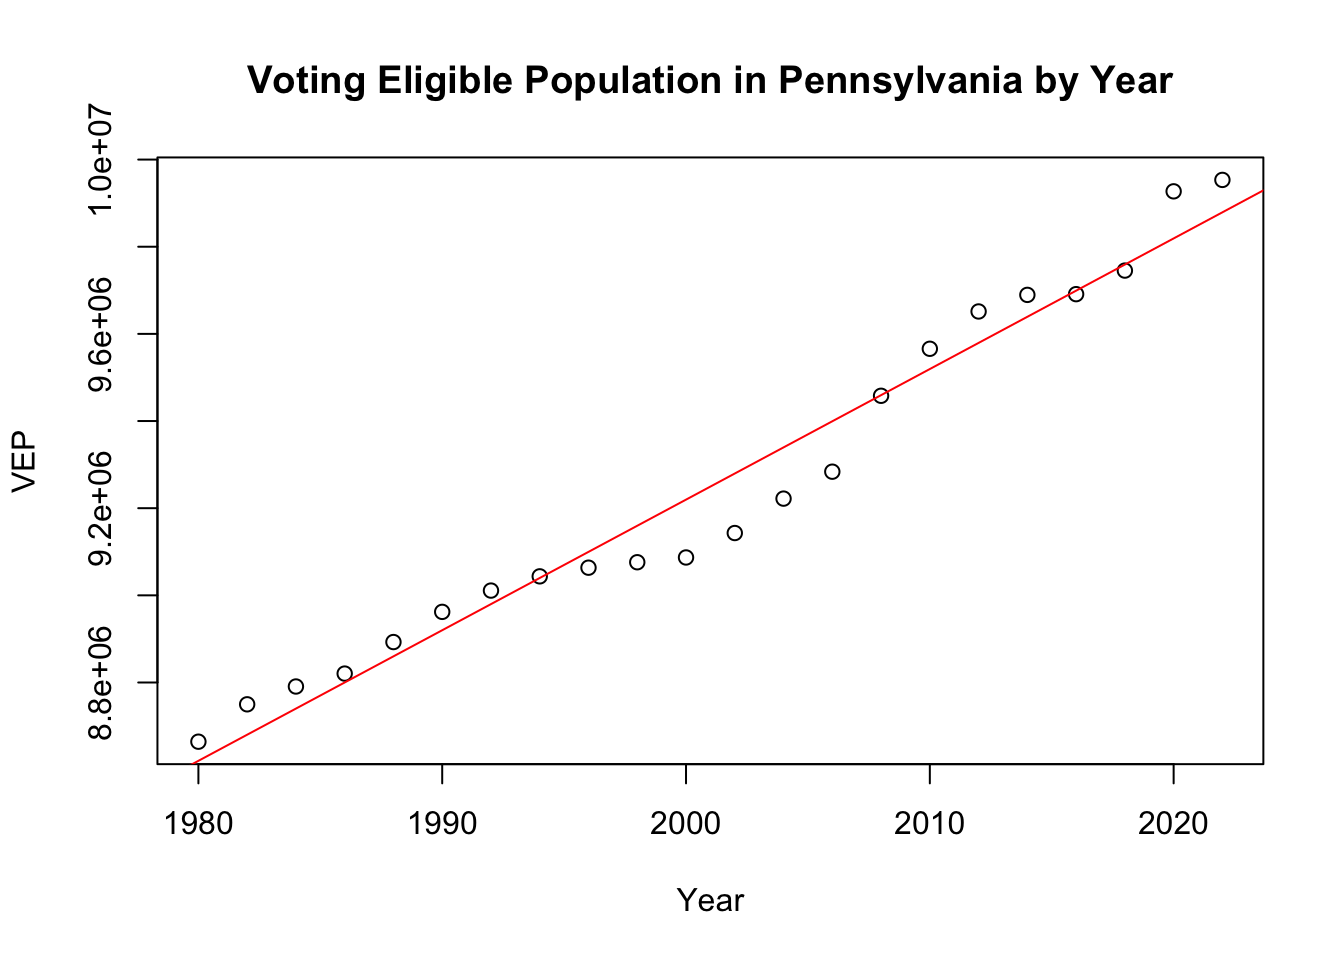 Voting Eligible Population in Pennsylvania by Year
1.0e+07
9.6e+06
9.2e+06
8.8e+06
VEP
1980 1990 2000 2010 2020
Year